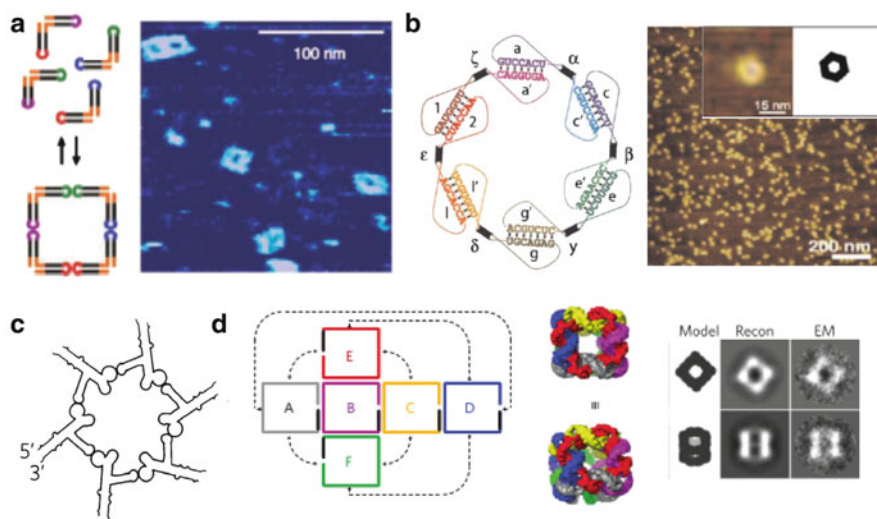 a
100 nm
b
ζ
a
GUCCACU
CAGGUGA
a'
α
c
c'
1
2
ε
β
l'
l
e'
e
g'
ACGUCUC
UGCAGAG
g
δ
y
15 nm
200 nm
c
5'
3'
d
E
A
B
C
D
F
Model
Recon
EM